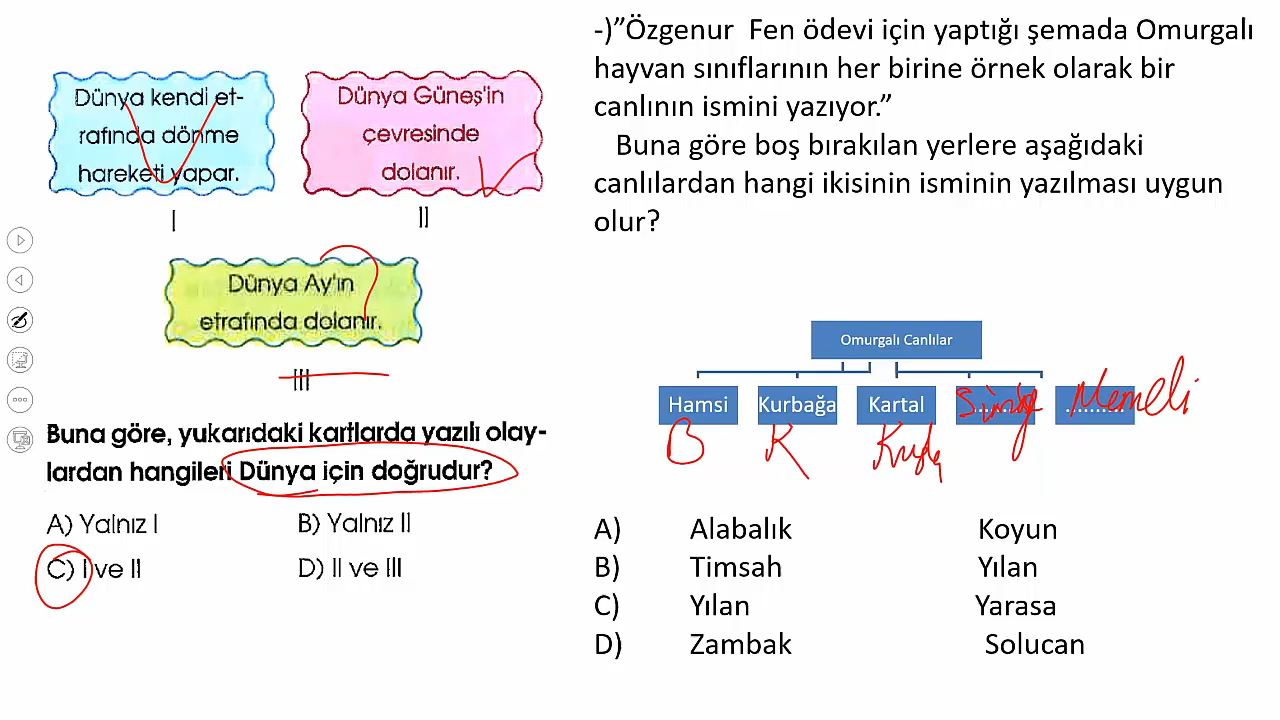 Dünya kendi et-
rafında dönme
hareketi yapar.
I
Dünya Güneş'in
çevresinde
dolanır.
II
Dünya Ay'ın
etrafında dolanır.
III
Buna göre, yukarıdaki kartlarda yazılı olay-
lardan hangileri Dünya için doğrudur?
A) Yalnız I
B) Yalnız II
C) I ve II
D) II ve III
-)”Özgenur Fen ödevi için yaptığı şemada Omurgalı
hayvan sınıflarının her birine örnek olarak bir
canlının ismini yazıyor.”
Buna göre boş bırakılan yerlere aşağıdaki
canlılardan hangi ikisinin isminin yazılması uygun
olur?
Omurgalı Canlılar
Hamsi Kurbağa Kartal .......... ..........
Memeli
B K
A) Alabalık Koyun
B) Timsah Yılan
C) Yılan Yarasa
D) Zambak Solucan